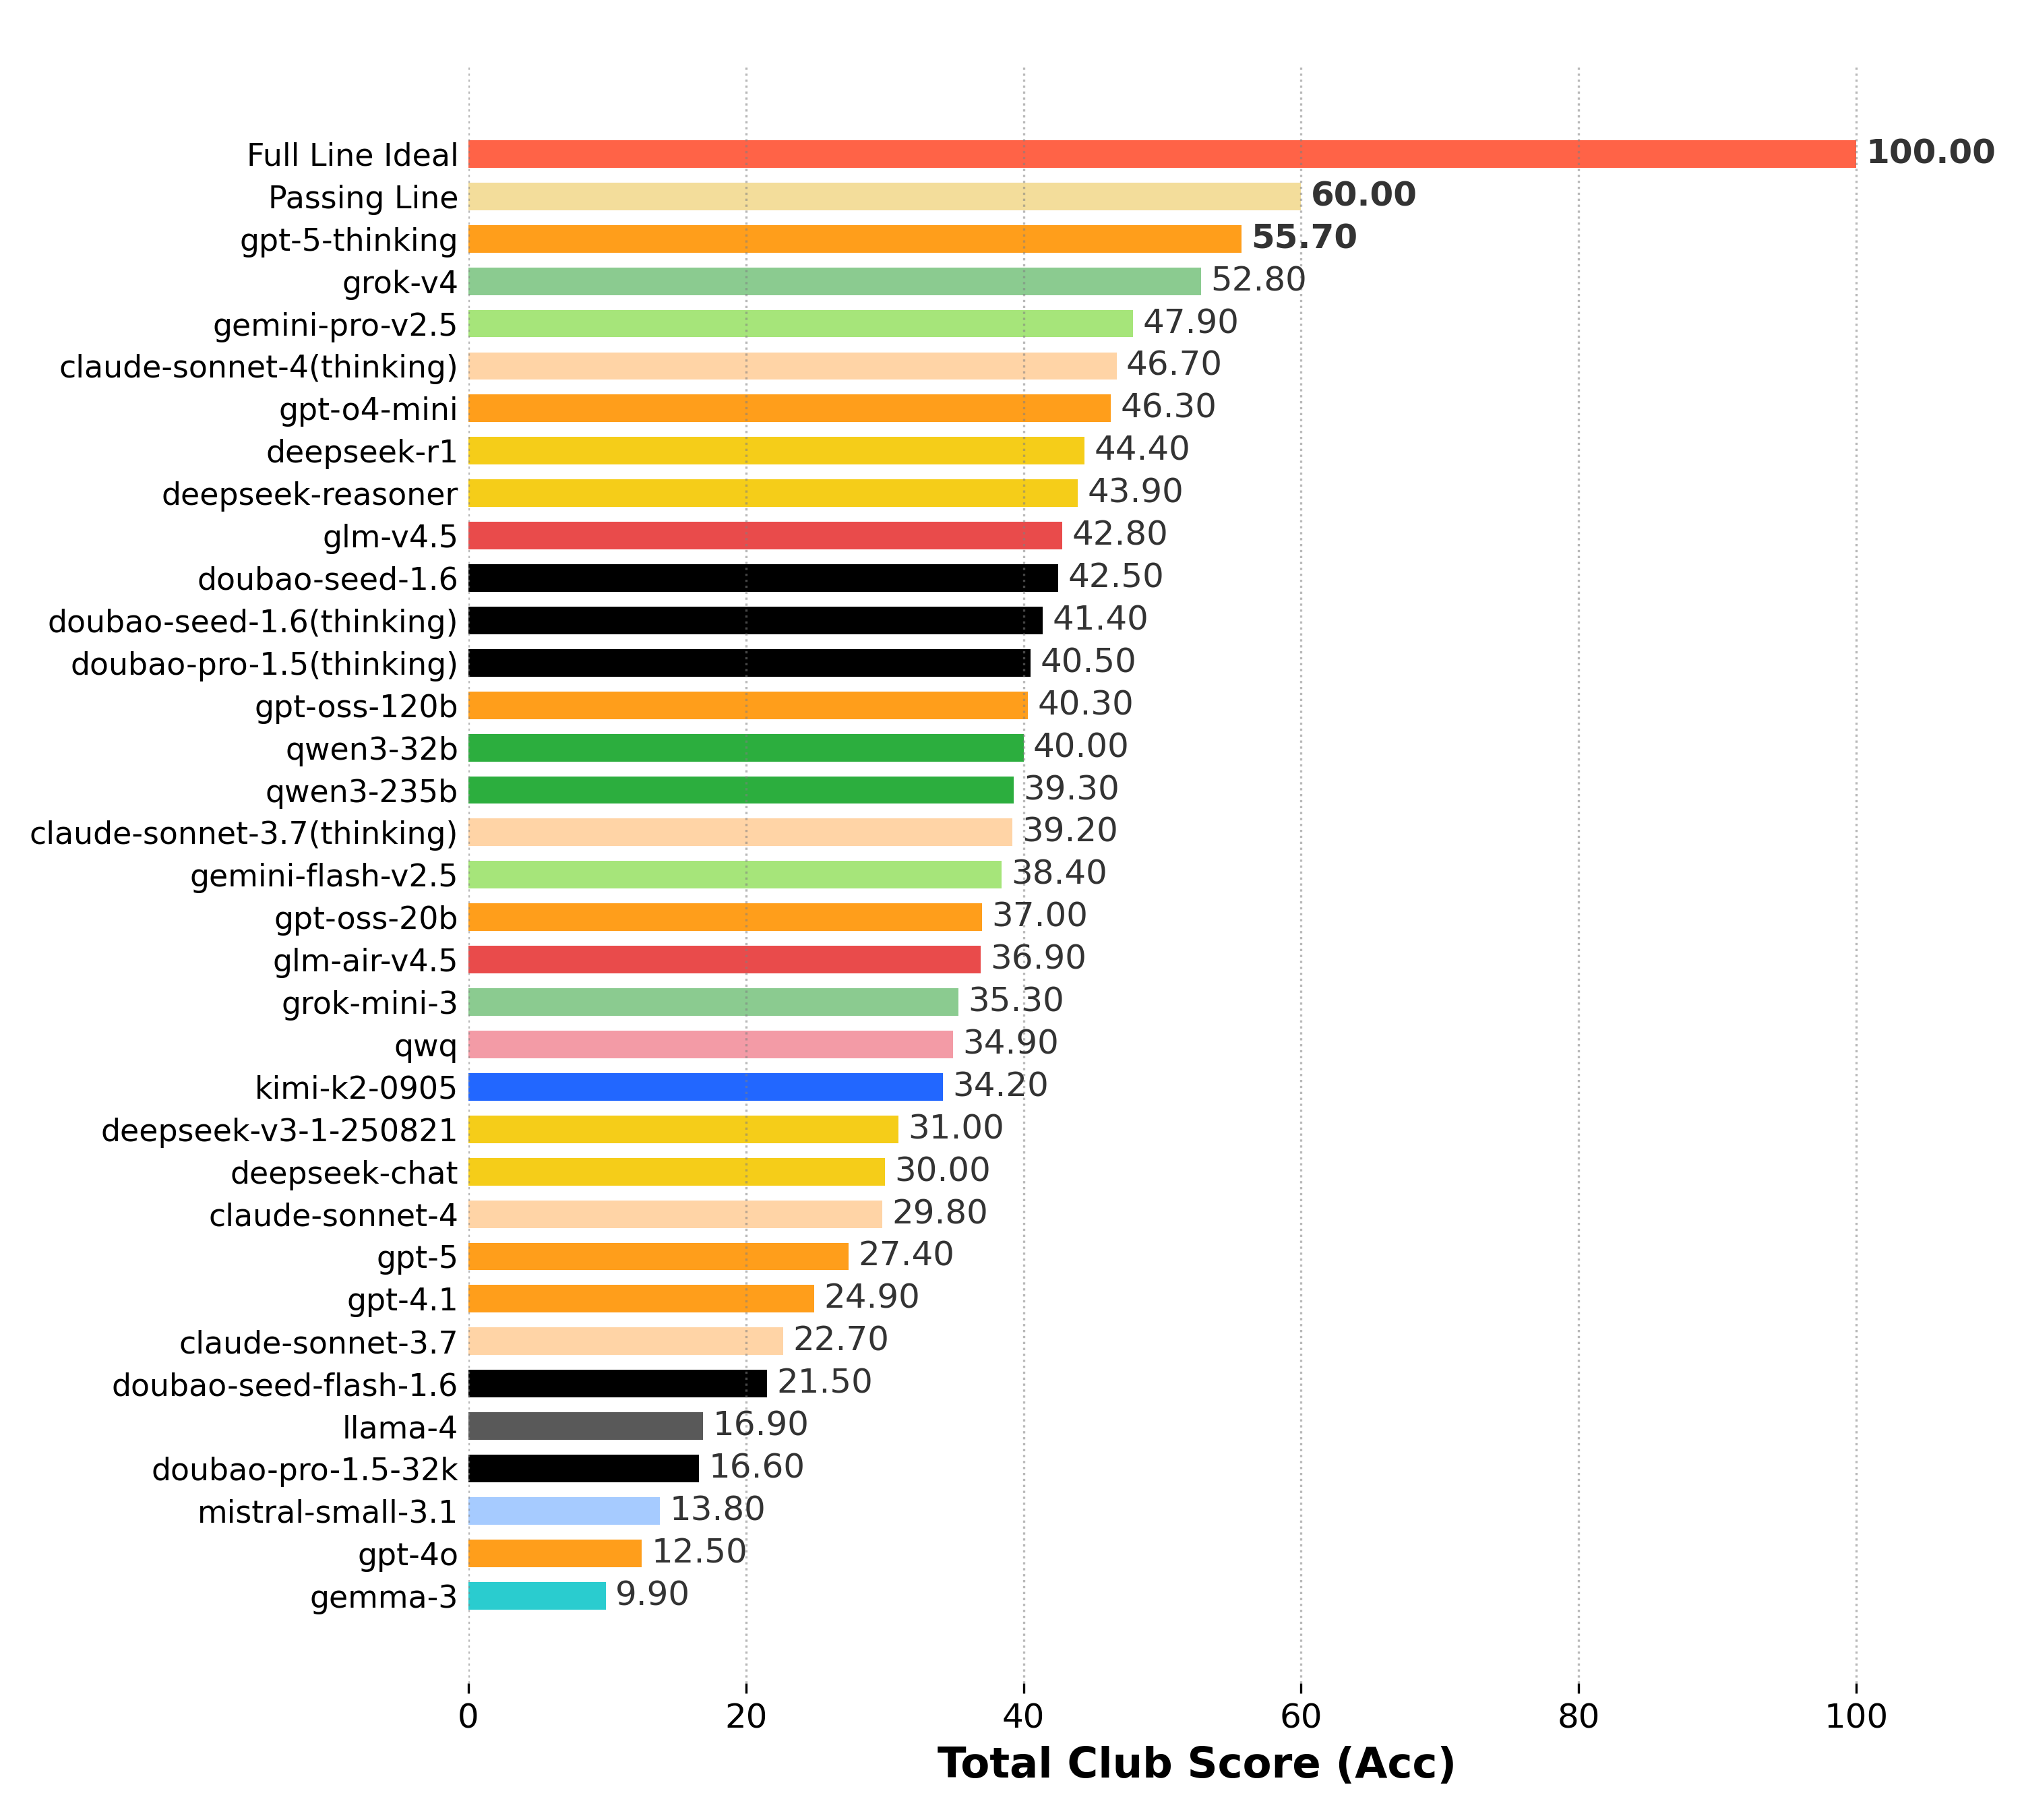 Full Line Ideal 100.00
Passing Line 60.00
gpt-5-thinking 55.70
grok-v4 52.80
gemini-pro-v2.5 47.90
claude-sonnet-4(thinking) 46.70
gpt-o4-mini 46.30
deepseek-r1 44.40
deepseek-reasoner 43.90
glm-v4.5 42.80
doubao-seed-1.6 42.50
doubao-seed-1.6(thinking) 41.40
doubao-pro-1.5(thinking) 40.50
gpt-oss-120b 40.30
qwen3-32b 40.00
qwen3-235b 39.30
claude-sonnet-3.7(thinking) 39.20
gemini-flash-v2.5 38.40
gpt-oss-20b 37.00
glm-air-v4.5 36.90
grok-mini-3 35.30
qwq 34.90
kimi-k2-0905 34.20
deepseek-v3-1-250821 31.00
deepseek-chat 30.00
claude-sonnet-4 29.80
gpt-5 27.40
gpt-4.1 24.90
claude-sonnet-3.7 22.70
doubao-seed-flash-1.6 21.50
llama-4 16.90
doubao-pro-1.5-32k 16.60
mistral-small-3.1 13.80
gpt-4o 12.50
gemma-3 9.90
0 20 40 60 80 100
Total Club Score (Acc)